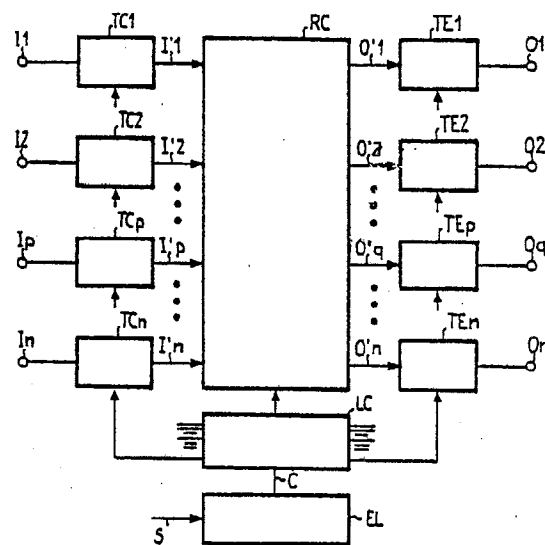 TC1 RC TE1
I1 I'1 O'1 O1
TC2 TE2
I2 I'2 O'2 O2
TCp TEp
Ip I'p O'q Oq
TCn TEn
In I'n O'n On
LC
C
S EL